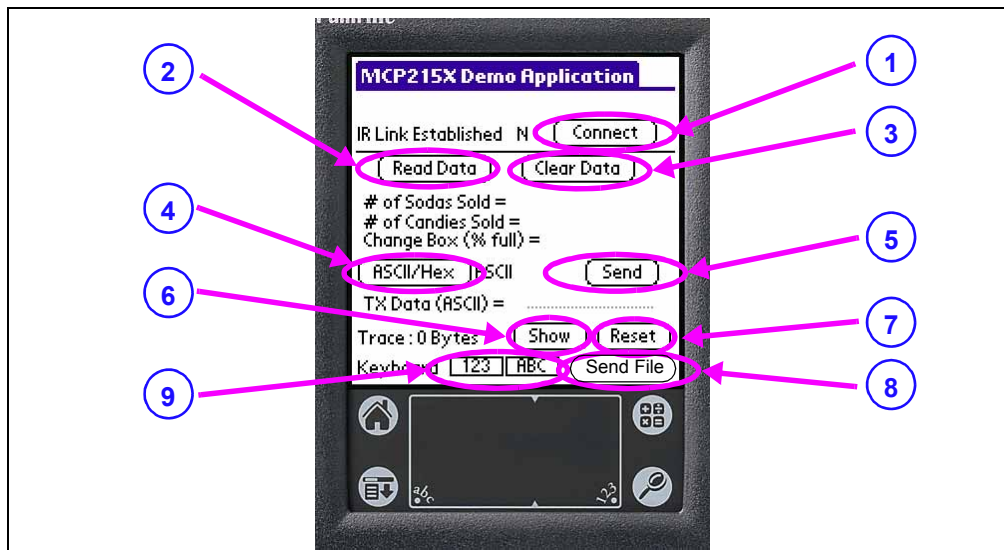 MCP215X Demo Application
2
1
IR Link Established N Connect
3
Read Data Clear Data
# of Sodas Sold =
4
# of Candies Sold =
Change Box (% full) =
5
ASCII/Hex ASCII Send
6
TX Data (ASCII) =
7
Trace : 0 Bytes Show Reset
Keyboard 123 ABC Send File
9
8
abc
123